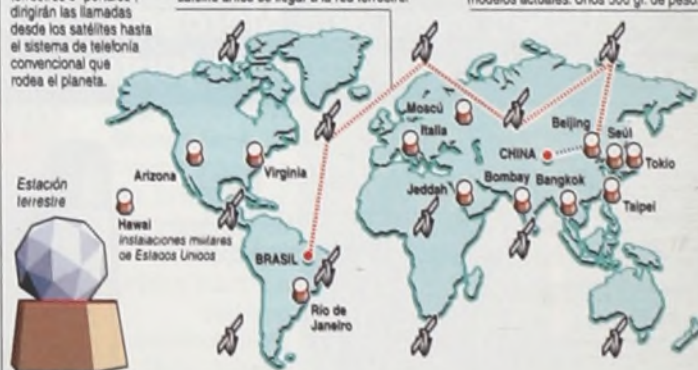 dirigirán las llamadas
desde los satélites hasta
el sistema de telefonía
convencional que
rodea el planeta.
Moscú
Italia
Beijing
Seúl
CHINA
Tokio
Arizona
Virginia
Jeddah
Bombay
Bangkok
Taipei
Estación
terrestre
Hawai
Instalaciones militares
de Estados Unidos
BRASIL
Río de
Janeiro